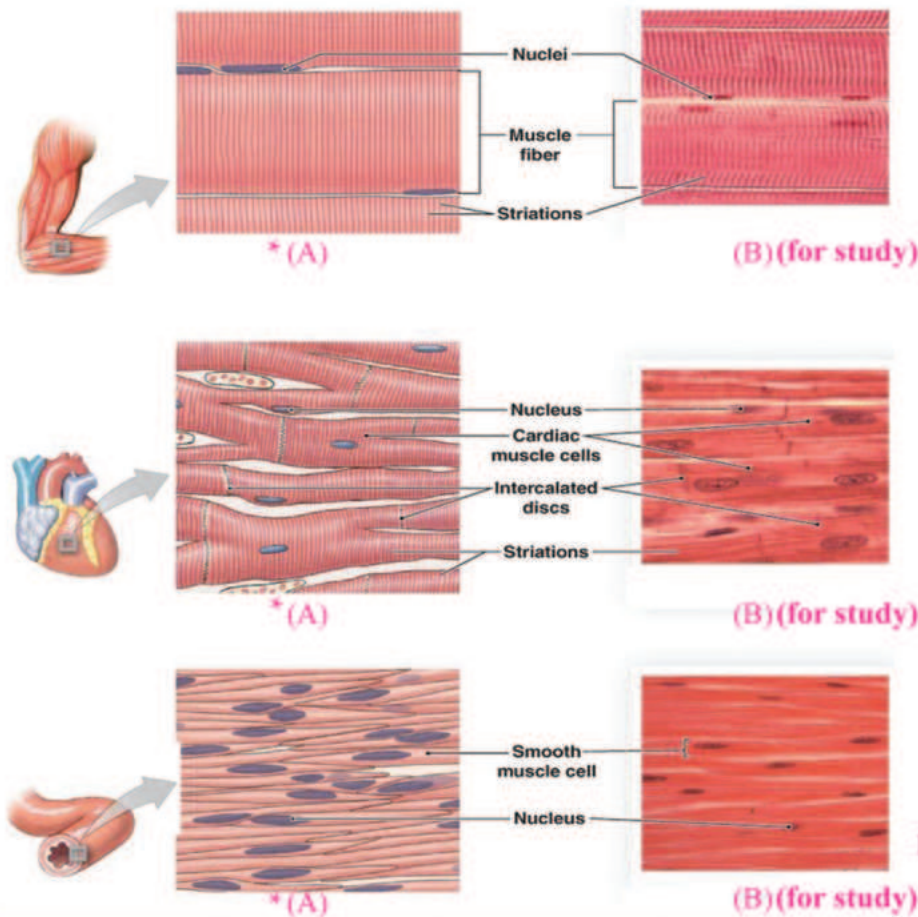 Nuclei
Muscle
fiber
Striations
*(A)
(B)(for study)
Nucleus
Cardiac
muscle cells
Intercalated
discs
Striations
*(A)
(B)(for study)
Smooth
muscle cell
Nucleus
*(A)
(B)(for study)